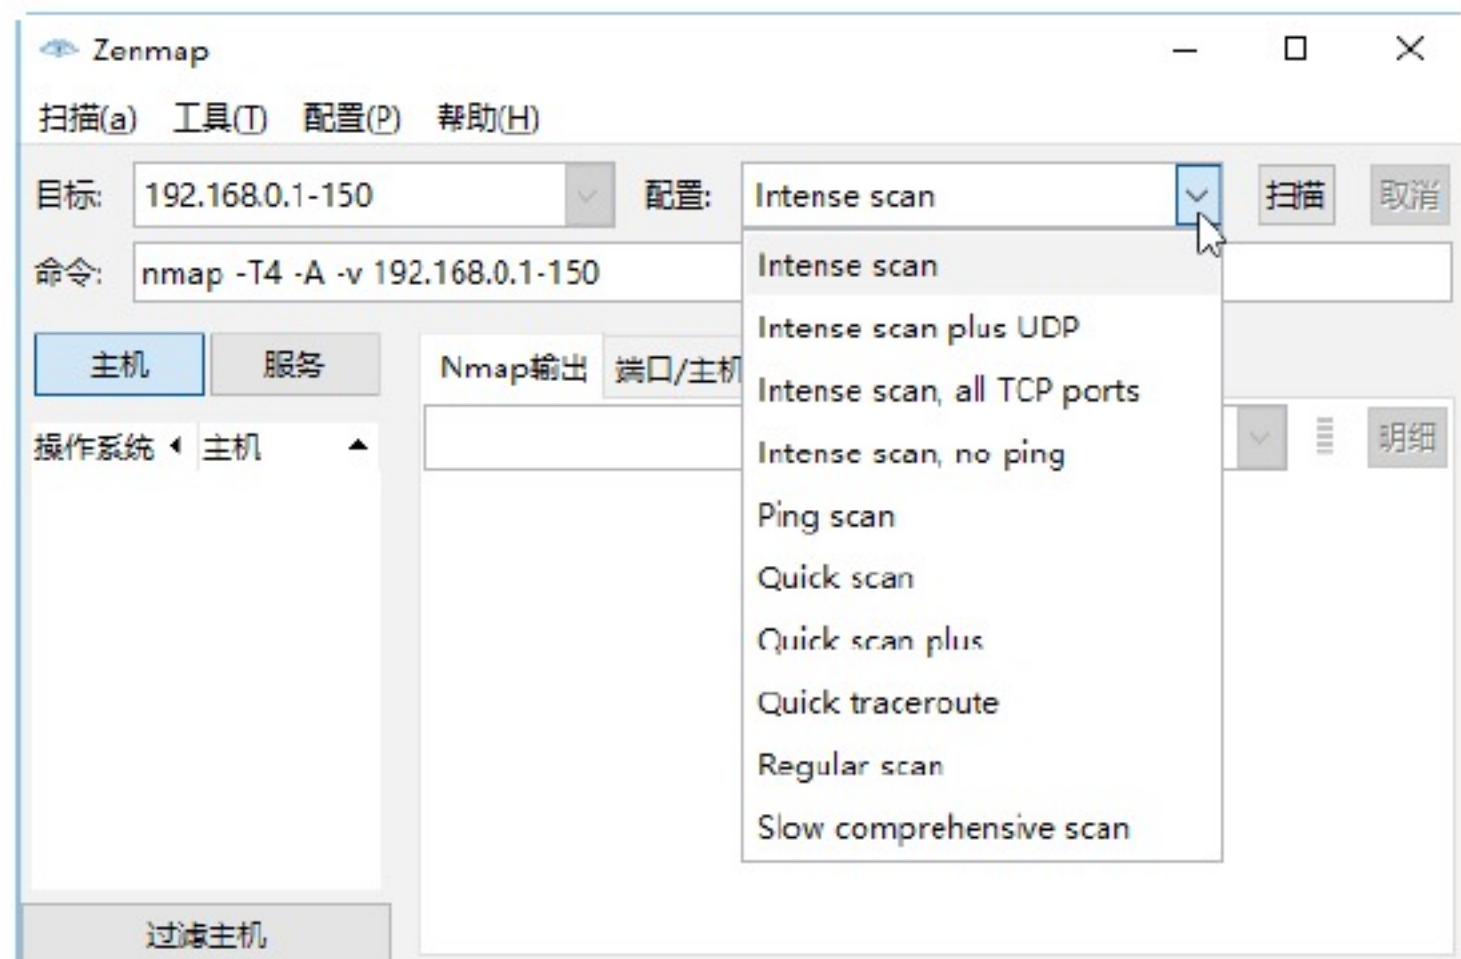 Zenmap
扫描(a) 工具(T) 配置(P) 帮助(H)
目标: 192.168.0.1-150 配置: Intense scan 扫描 取消
命令: nmap -T4 -A -v 192.168.0.1-150
Intense scan
Intense scan plus UDP
Intense scan, all TCP ports
Intense scan, no ping
Ping scan
Quick scan
Quick scan plus
Quick traceroute
Regular scan
Slow comprehensive scan
主机 服务 Nmap输出 端口/主机
操作系统 主机 明细
过滤主机